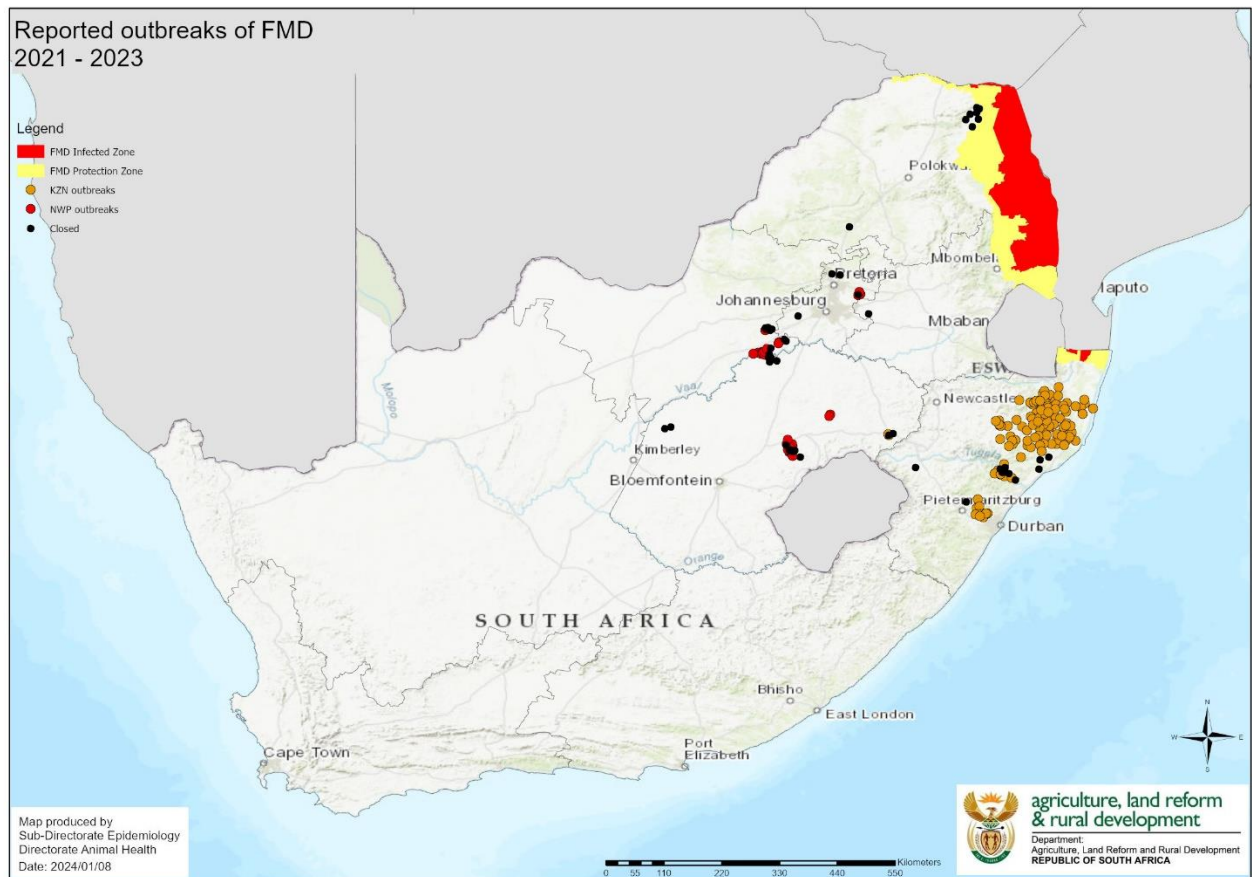 Reported outbreaks of FMD
2021 - 2023
Legend
FMD Infected Zone
FMD Protection Zone
KZN outbreaks
NWP outbreaks
Closed
Polokw
Mbombela
Pretoria
Johannesburg
laputo
Mbaban
ESW
Molopo
Vaal
Newcastle
Kimberley
Tugela
Bloemfontein
Pietermaritzburg
Durban
Orange
SOUTH AFRICA
Bhisho
East London
Port
Elizabeth
Cape Town
N
W
E
S
Map produced by
Sub-Directorate Epidemiology
Directorate Animal Health
Date: 2024/01/08
Kilometers
0 55 110 220 330 440 550
agriculture, land reform
& rural development
Department:
Agriculture, Land Reform and Rural Development
REPUBLIC OF SOUTH AFRICA